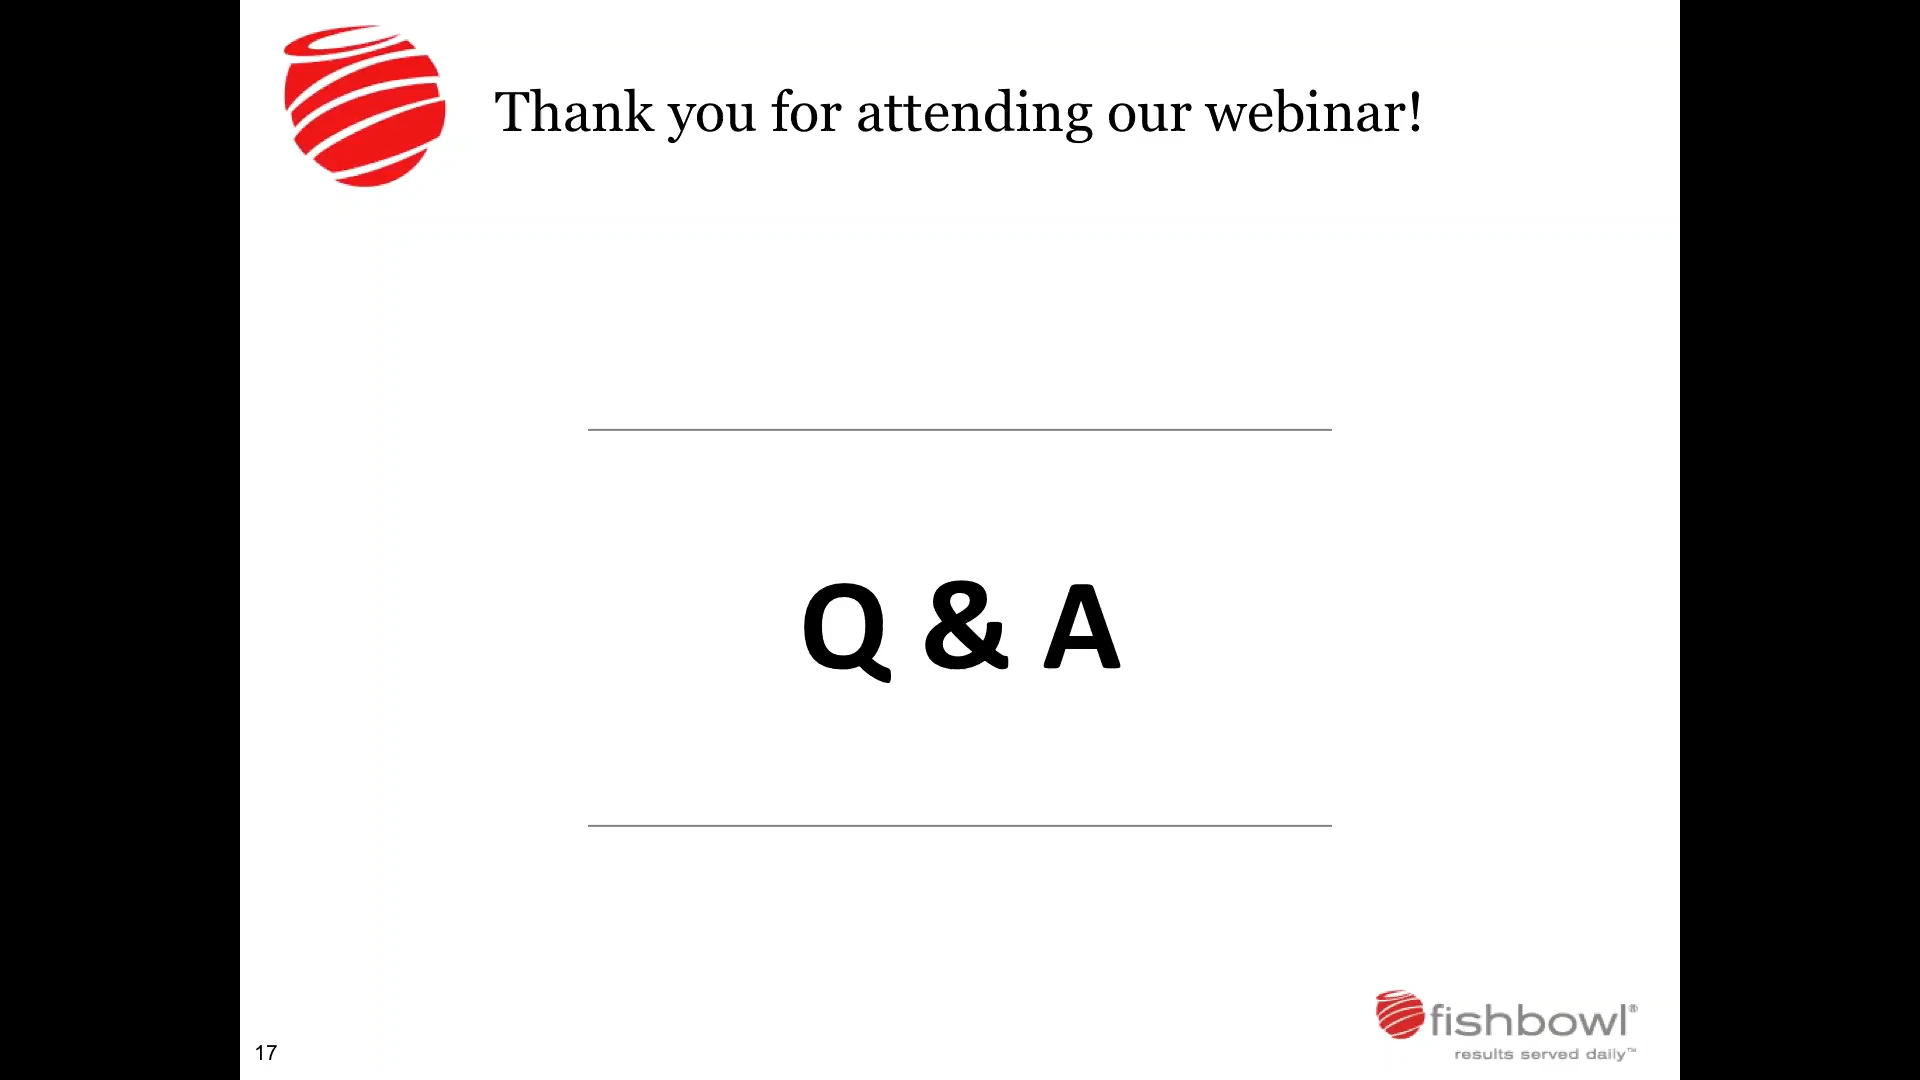 Thank you for attending our webinar!
Q & A
fishbowl®
results served daily™
17